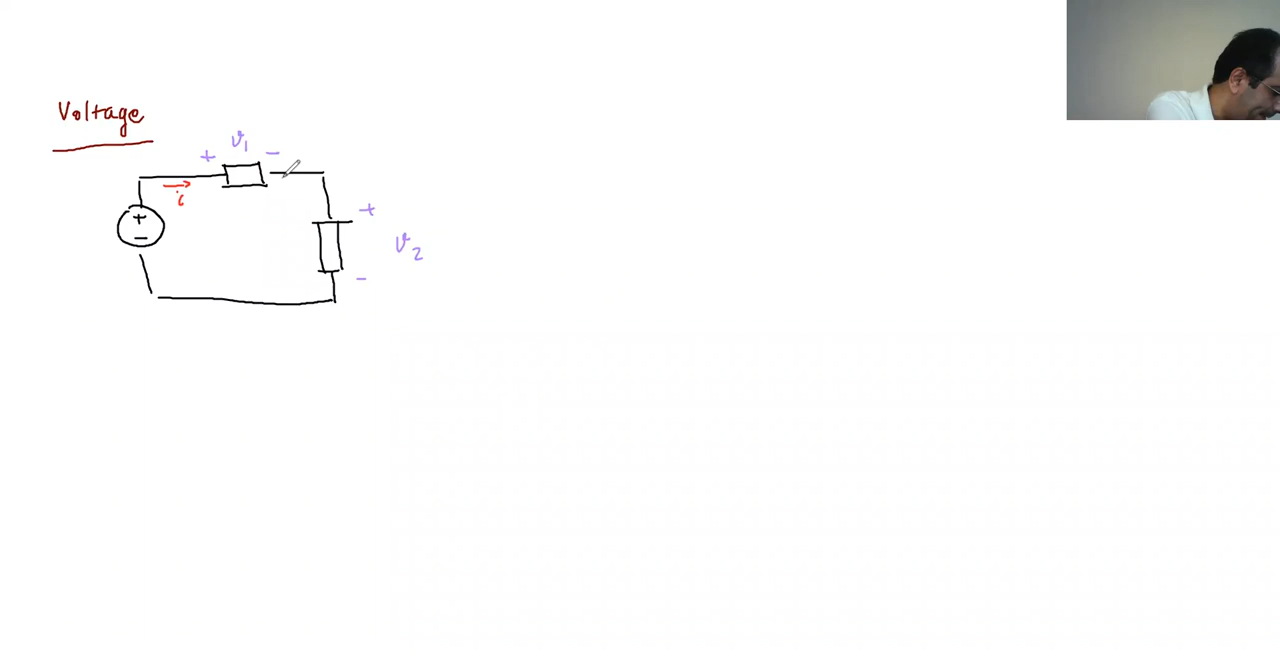 Voltage
+ v₁ -
i
+
-
+
v₂
-